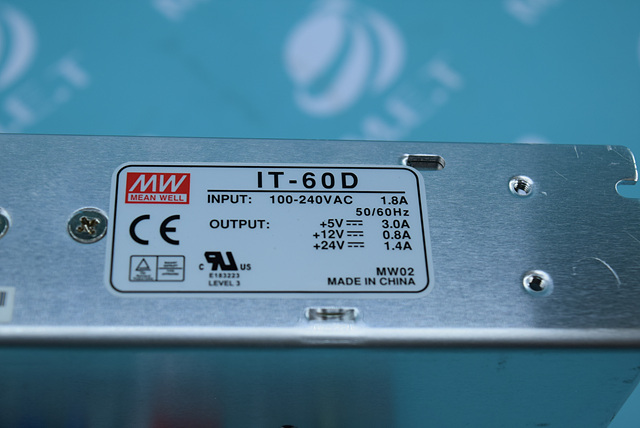 MW
MEAN WELL
IT-60D
INPUT: 100-240VAC 1.8A
50/60Hz
OUTPUT: +5V 3.0A
+12V 0.8A
+24V 1.4A
CE
C RU US
E183223
LEVEL 3
MW02
MADE IN CHINA